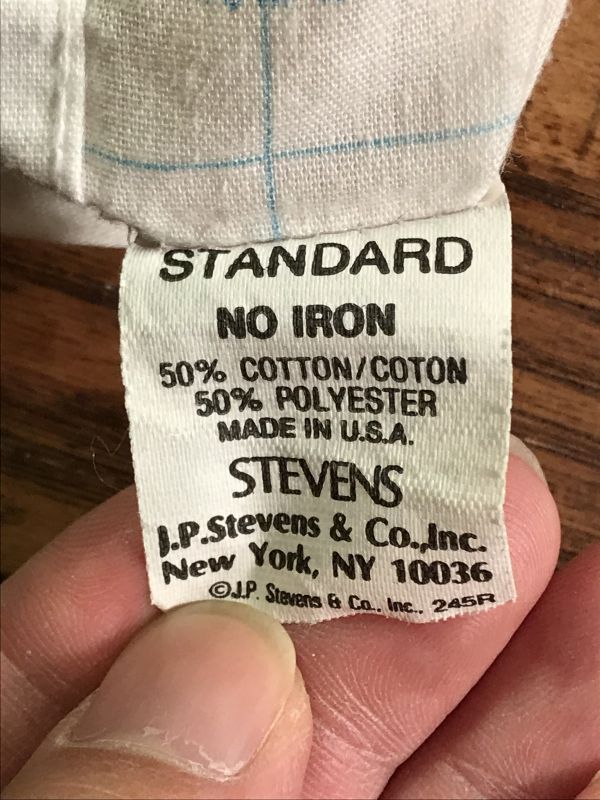 STANDARD
NO IRON
50% COTTON/COTON
50% POLYESTER
MADE IN U.S.A.
STEVENS
J.P.Stevens & Co.,Inc.
New York, NY 10036
©J.P. Stevens & Co., Inc., 245R